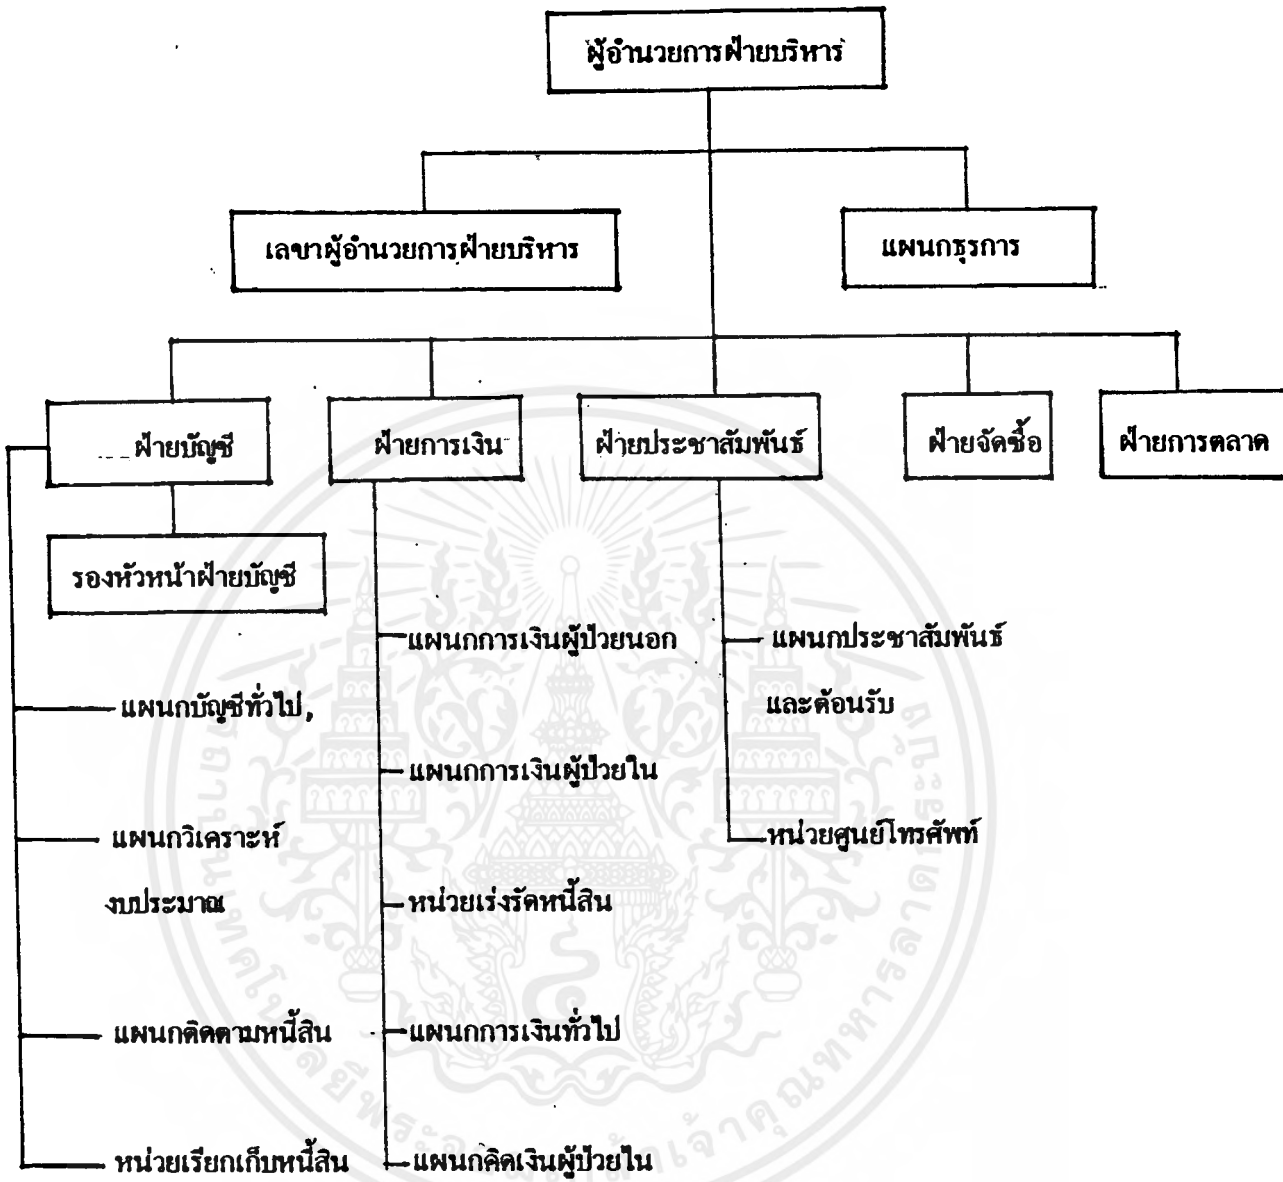 ผู้อำนวยการฝ่ายบริหาร
เลขาผู้อำนวยการฝ่ายบริหาร
แผนกธุรการ
ฝ่ายบัญชี
ฝ่ายการเงิน
ฝ่ายประชาสัมพันธ์
ฝ่ายจัดซื้อ
ฝ่ายการตลาด
รองหัวหน้าฝ่ายบัญชี
แผนกบัญชีทั่วไป,
แผนกวิเคราะห์
งบประมาณ
แผนกติดตามหนี้สิน
หน่วยเรียกเก็บหนี้สิน
แผนกการเงินผู้ป่วยนอก
แผนกการเงินผู้ป่วยใน
หน่วยเร่งรัดหนี้สิน
แผนกการเงินทั่วไป
แผนกคิดเงินผู้ป่วยใน
แผนกประชาสัมพันธ์
และต้อนรับ
หน่วยศูนย์โทรศัพท์